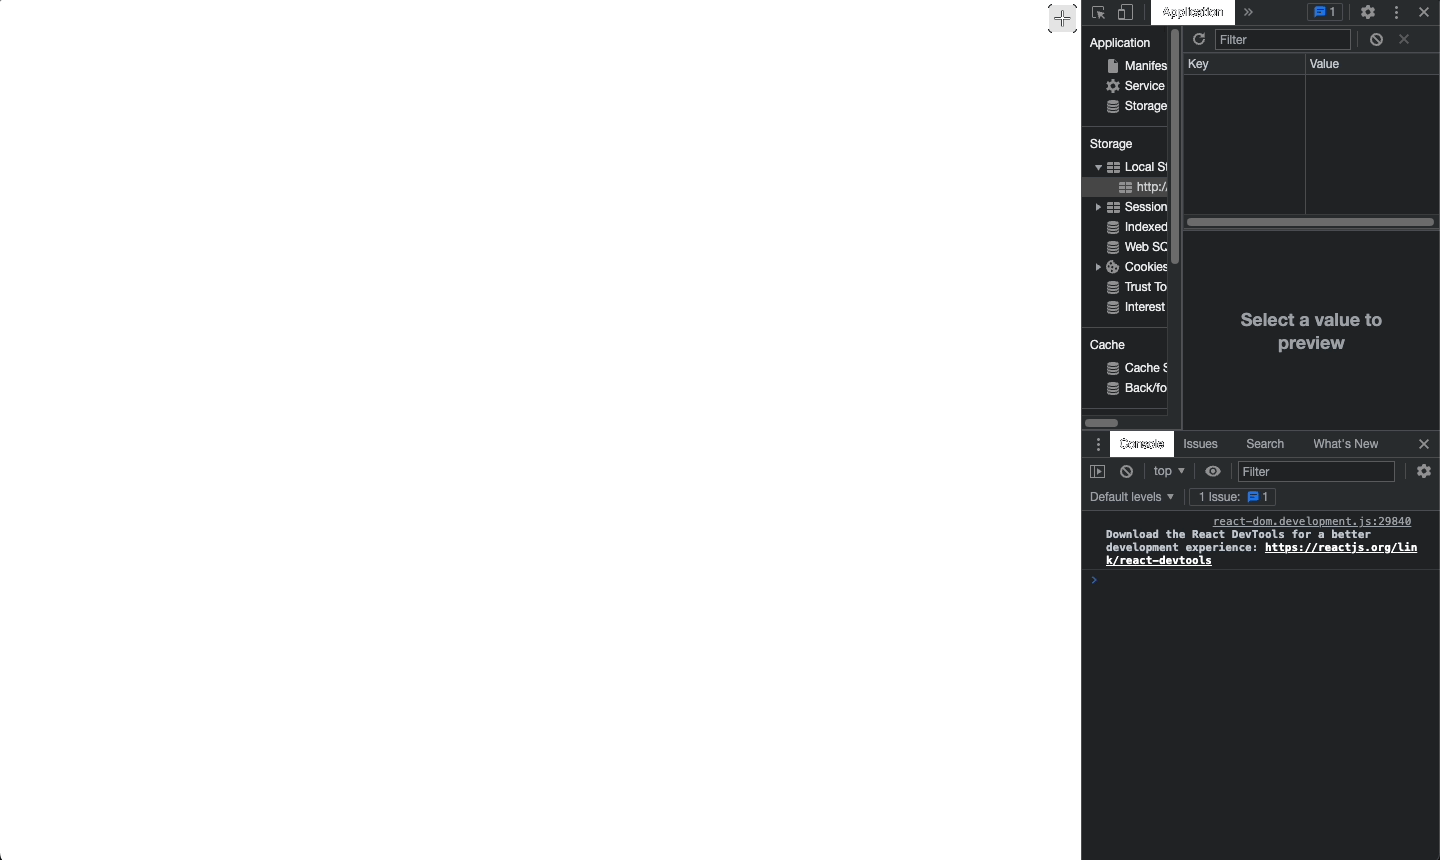 Application
1
Application
Manifes
Service
Storage
Storage
Local St
http:/
Session
Indexed
Web SQ
Cookies
Trust To
Interest
Cache
Cache S
Back/fo
Filter
Key Value
Select a value to
preview
Console Issues Search What's New
top Filter
Default levels 1 Issue: 1
react-dom.development.js:29840
Download the React DevTools for a better
development experience: https://reactjs.org/lin
k/react-devtools